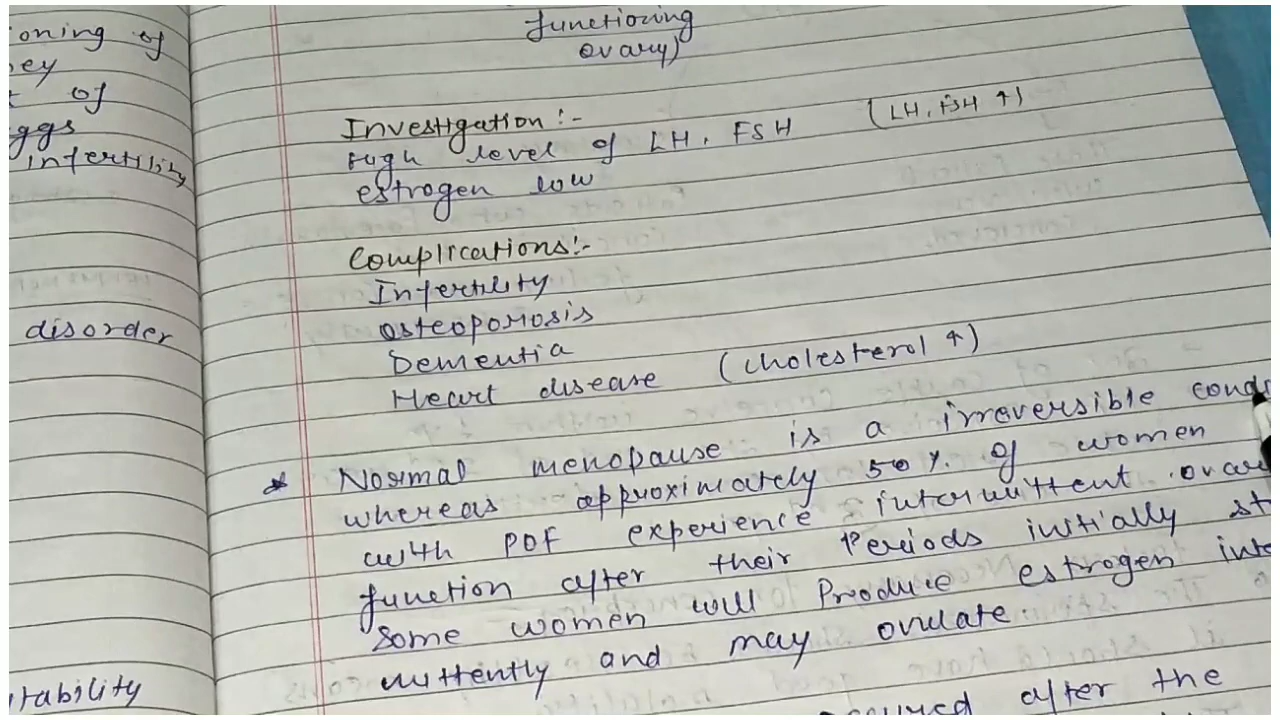 oning of
ey
of
ggs
infertility
disorder
itability
functioning
ovary)
Investigation :-
High level of LH, FSH (LH, FSH ↑)
estrogen low
Complications:-
Infertility
Osteoporosis
Dementia
Heart disease (cholesterol ↑)
* Normal menopause is a irreversible cond
whereas approximately 50 %. of women
with POF experience intermittent ovar
function after their Periods initially st
Some women will Produce estrogen inte
mittently and may ovulate.
after the